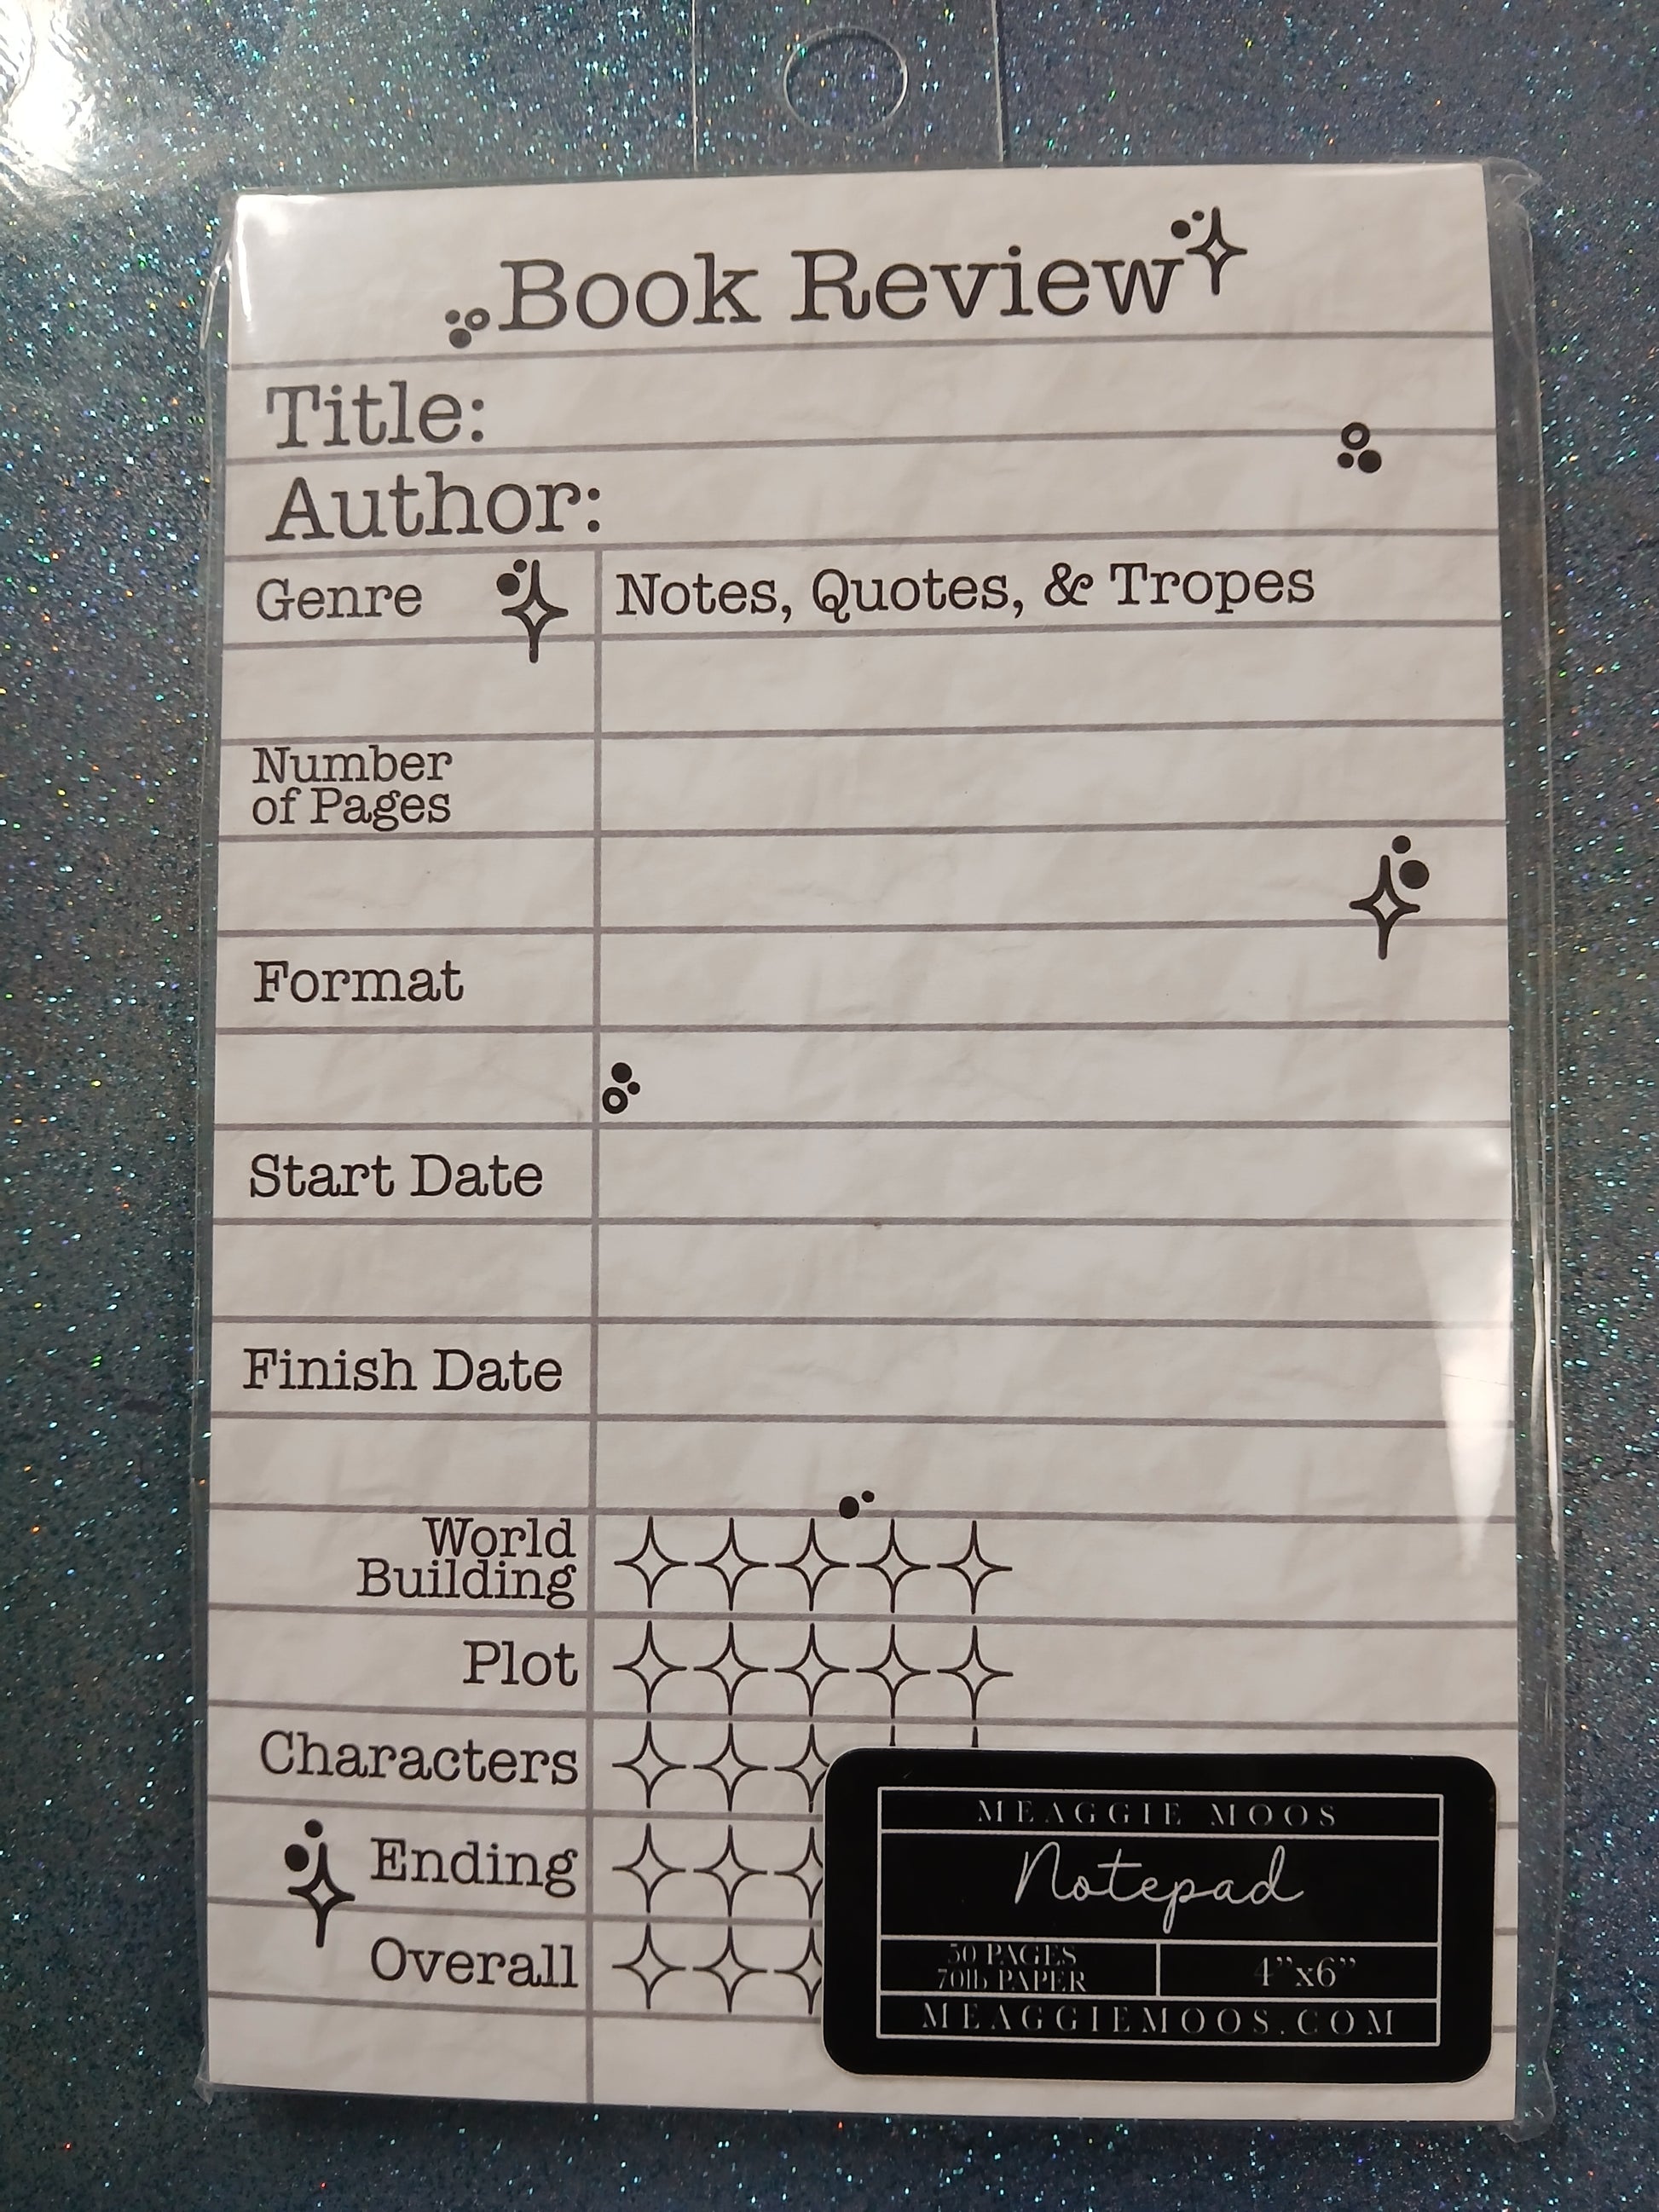 Book Review
Title:
Author:
Genre
Notes, Quotes, & Tropes
Number
of Pages
Format
Start Date
Finish Date
World
Building
Plot
Characters
Ending
Overall
MEAGGIE MOOS
Notepad
50 PAGES
70lb PAPER
4”x6”
MEAGGIEMOOS.COM